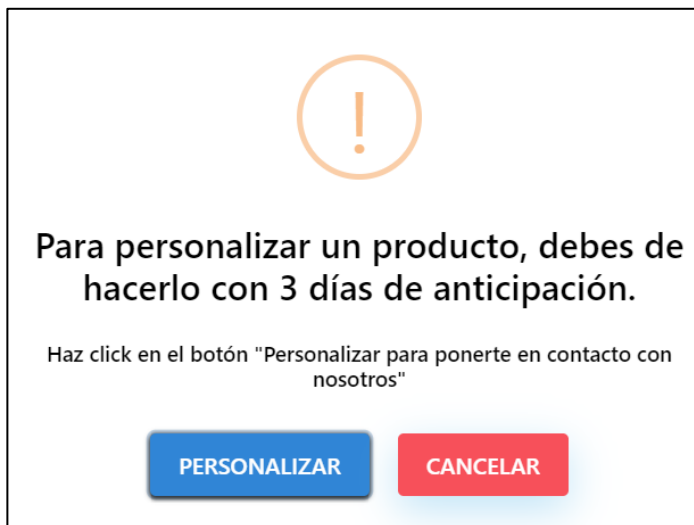 !
Para personalizar un producto, debes de
hacerlo con 3 días de anticipación.
Haz click en el botón "Personalizar para ponerte en contacto con
nosotros"
PERSONALIZAR
CANCELAR